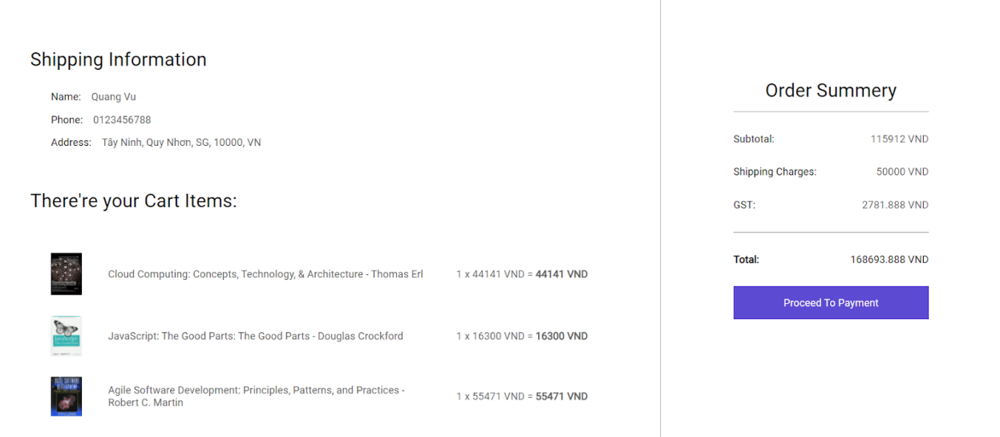 Shipping Information
Name: Quang Vu
Phone: 0123456788
Address: Tây Ninh, Quy Nhơn, SG, 10000, VN
There're your Cart Items:
Cloud Computing: Concepts, Technology, & Architecture - Thomas Erl 1 x 44141 VND = 44141 VND
JavaScript: The Good Parts: The Good Parts - Douglas Crockford 1 x 16300 VND = 16300 VND
Agile Software Development: Principles, Patterns, and Practices -
Robert C. Martin
1 x 55471 VND = 55471 VND
Order Summery
Subtotal: 115912 VND
Shipping Charges: 50000 VND
GST: 2781.888 VND
Total: 168693.888 VND
Proceed To Payment